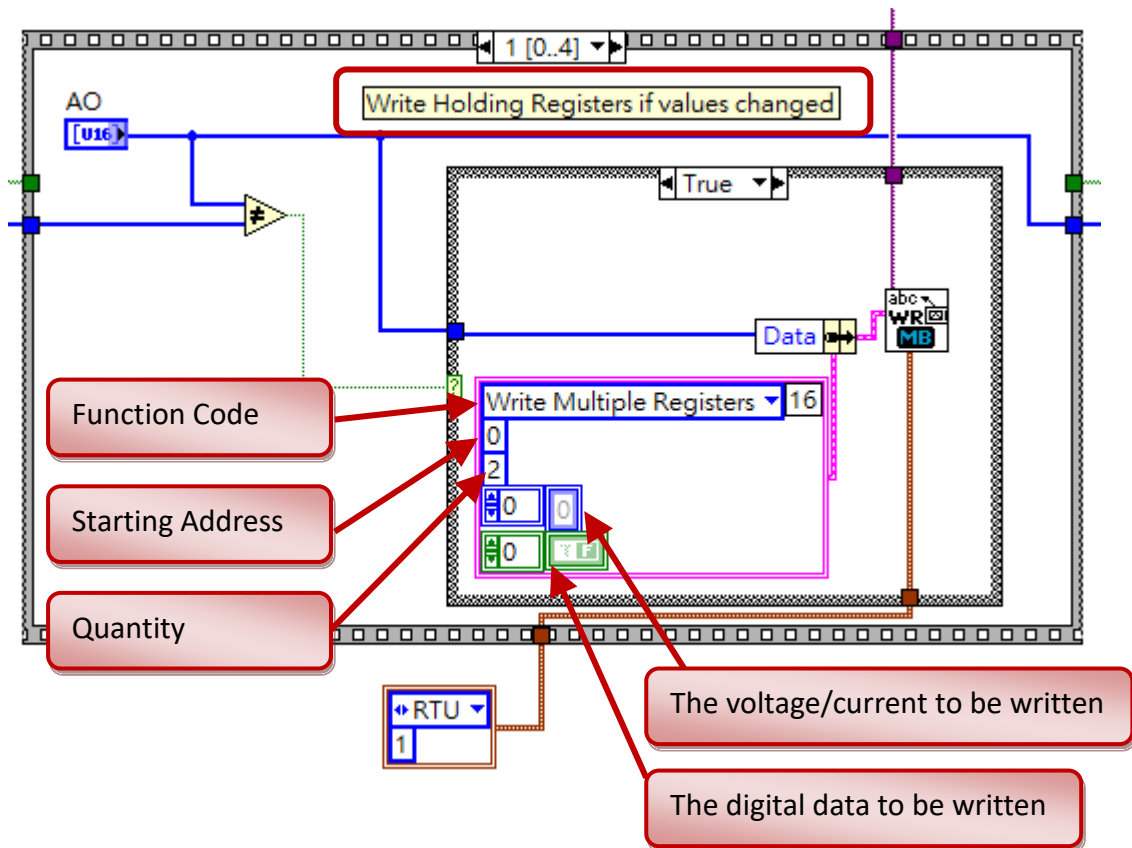 1 [0..4]
Write Holding Registers if values changed
AO
[U16]
True
≠
abc
WR
MB
Data
?
Function Code
Write Multiple Registers 16
0
Starting Address
2
0 0
0 T F
Quantity
The voltage/current to be written
RTU
1
The digital data to be written